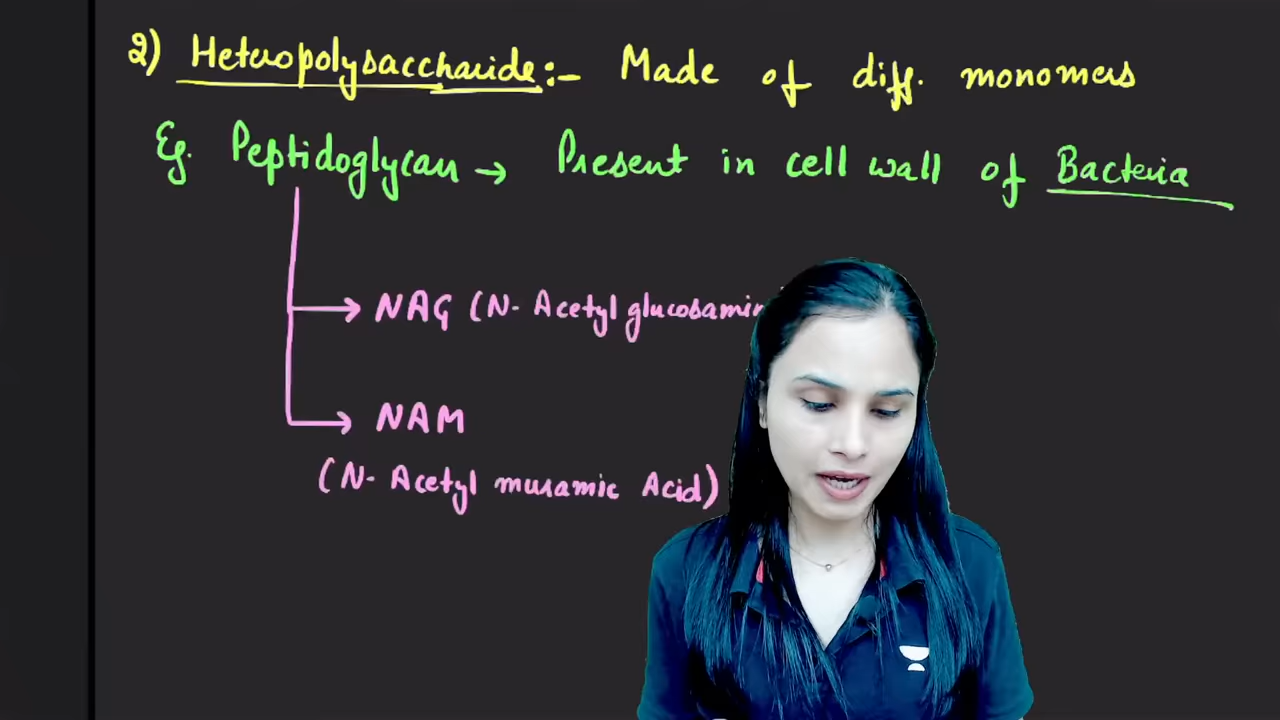 2) Heteropolysaccharide:- Made of diff. monomers
Eg. Peptidoglycan → Present in cell wall of Bacteria
→ NAG (N- Acetyl glucosamin
→ NAM
(N- Acetyl muramic Acid)